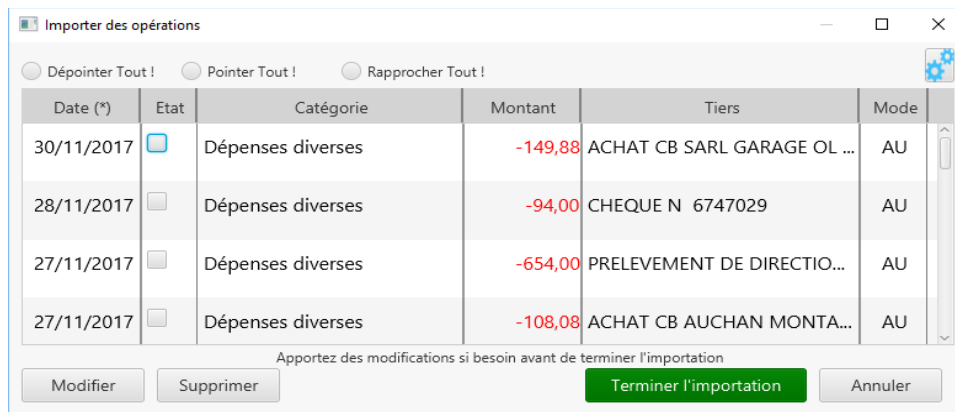 Importer des opérations
Dépointer Tout ! Pointer Tout ! Rapprocher Tout !
Date (*) Etat Catégorie Montant Tiers Mode
30/11/2017 Dépenses diverses -149,88 ACHAT CB SARL GARAGE OL ... AU
28/11/2017 Dépenses diverses -94,00 CHEQUE N 6747029 AU
27/11/2017 Dépenses diverses -654,00 PRELEVEMENT DE DIRECTIO... AU
27/11/2017 Dépenses diverses -108,08 ACHAT CB AUCHAN MONTA... AU
Apportez des modifications si besoin avant de terminer l'importation
Modifier Supprimer Terminer l'importation Annuler